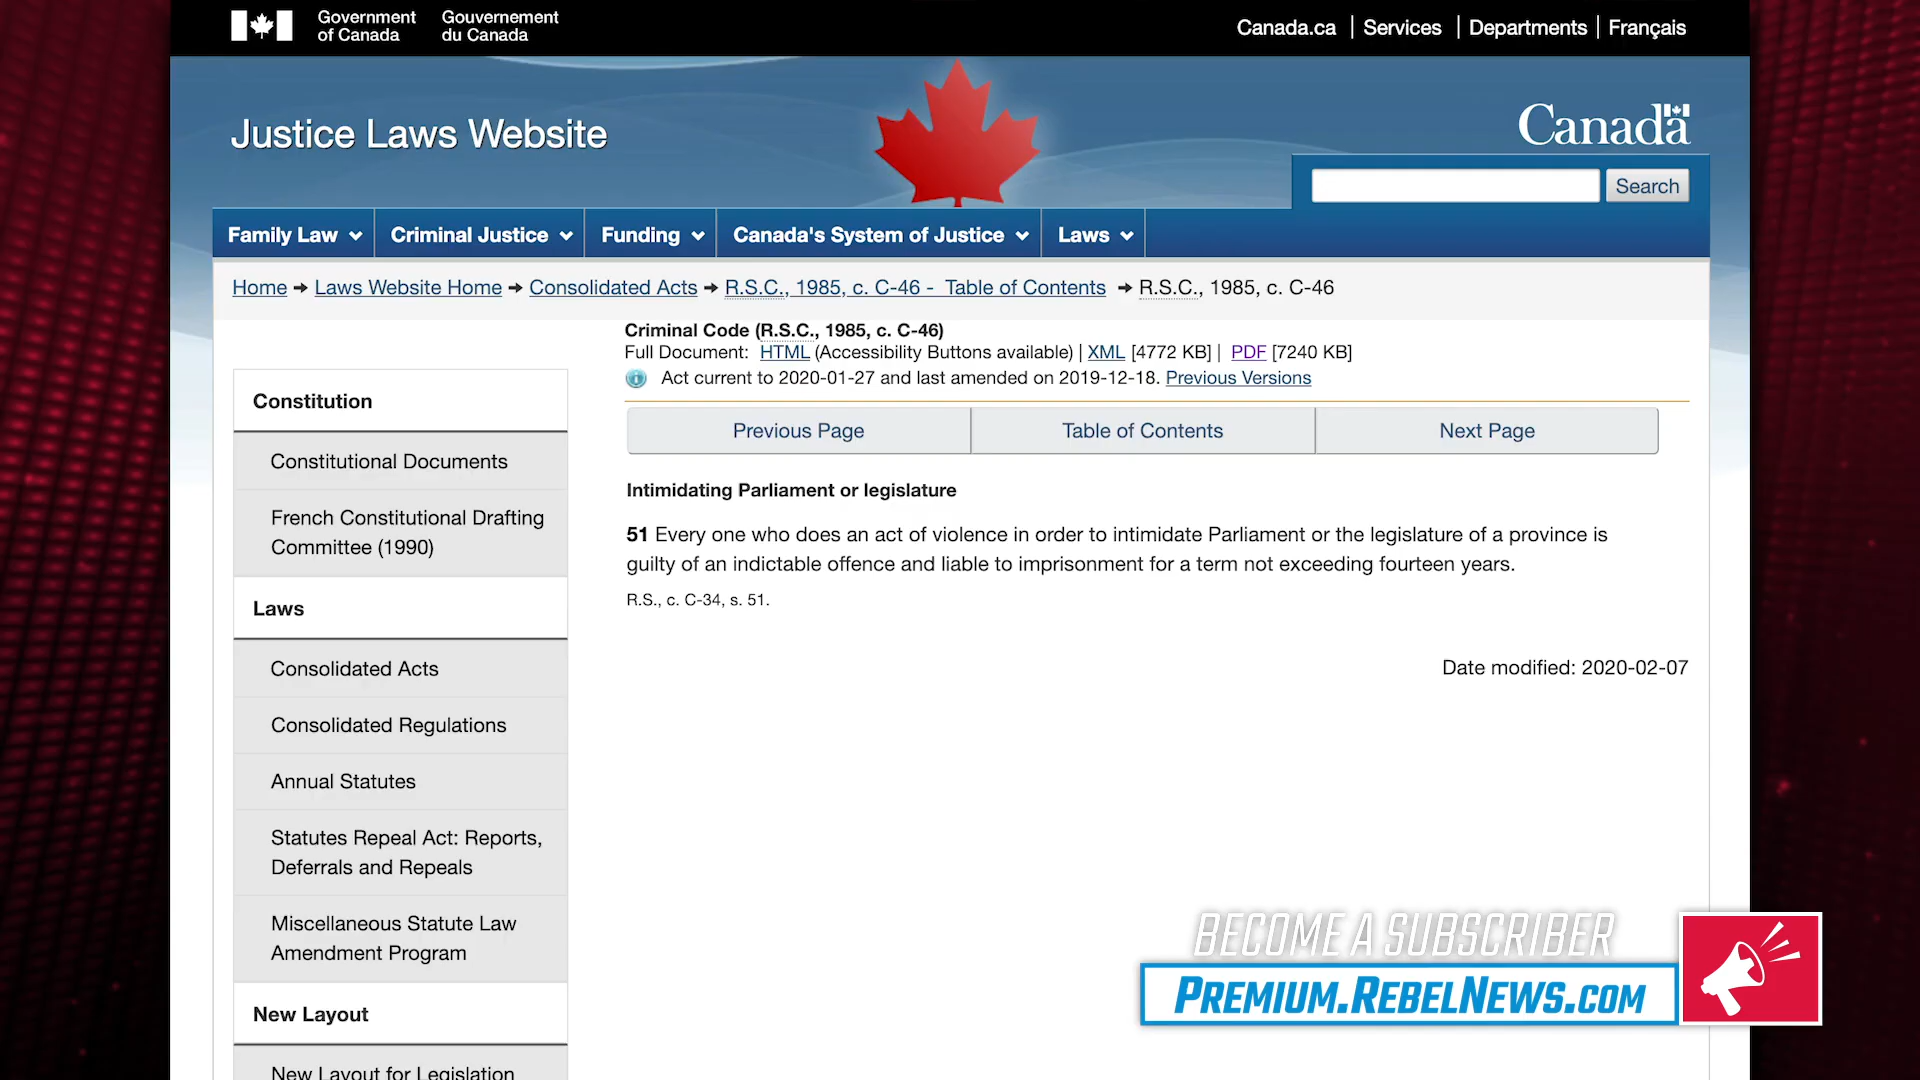 Government
of Canada
Gouvernement
du Canada
Canada.ca
Services
Departments
Français
Justice Laws Website
Canada
Search
Family Law
Criminal Justice
Funding
Canada's System of Justice
Laws
Home ➞ Laws Website Home ➞ Consolidated Acts ➞ R.S.C., 1985, c. C-46 - Table of Contents ➞ R.S.C., 1985, c. C-46
Criminal Code (R.S.C., 1985, c. C-46)
Full Document: HTML (Accessibility Buttons available) | XML [4772 KB] | PDF [7240 KB]
Act current to 2020-01-27 and last amended on 2019-12-18. Previous Versions
Previous Page
Table of Contents
Next Page
Intimidating Parliament or legislature
51 Every one who does an act of violence in order to intimidate Parliament or the legislature of a province is
guilty of an indictable offence and liable to imprisonment for a term not exceeding fourteen years.
R.S., c. C-34, s. 51.
Date modified: 2020-02-07
Constitution
Constitutional Documents
French Constitutional Drafting
Committee (1990)
Laws
Consolidated Acts
Consolidated Regulations
Annual Statutes
Statutes Repeal Act: Reports,
Deferrals and Repeals
Miscellaneous Statute Law
Amendment Program
New Layout
New Layout for Legislation
BECOME A SUBSCRIBER
PREMIUM.REBELNEWS.COM